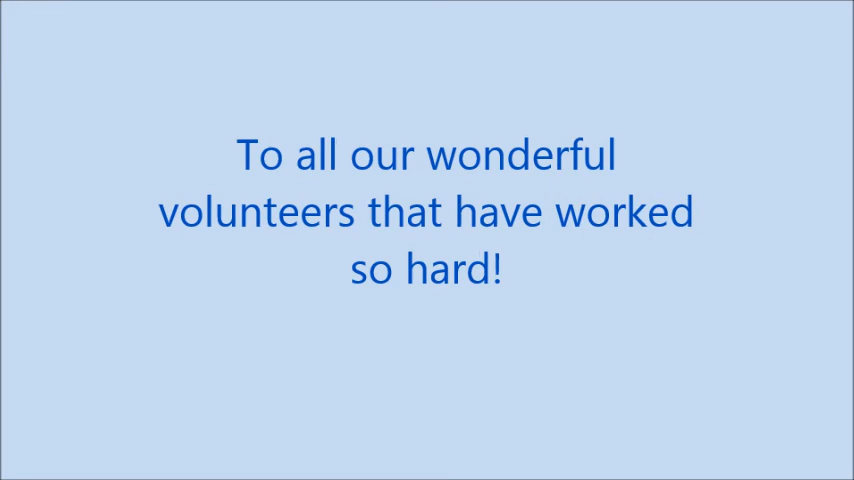 To all our wonderful
volunteers that have worked
so hard!